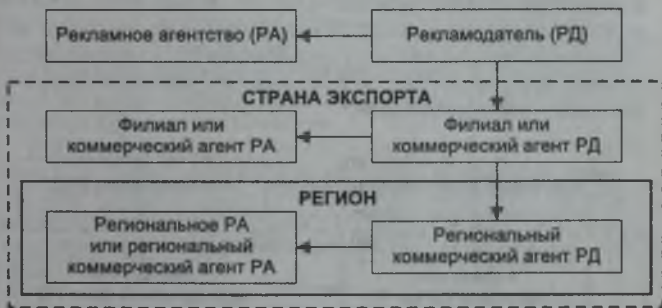 Рекламное агентство (РА)
Рекламодатель (РД)
СТРАНА ЭКСПОРТА
Филиал или
коммерческий агент РА
Филиал или
коммерческий агент РД
РЕГИОН
Региональное РА
или региональный
коммерческий агент РА
Региональный
коммерческий агент РД